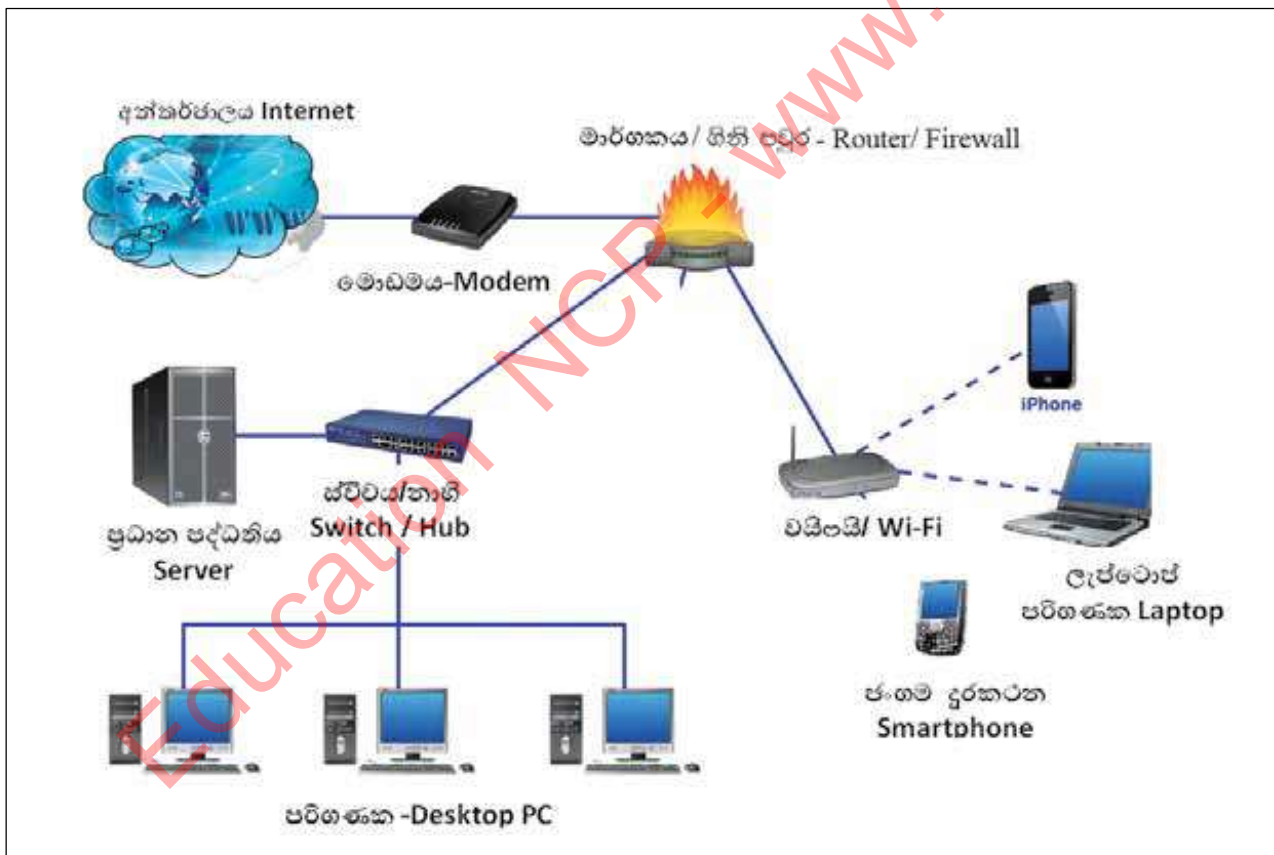 අන්තර්ජාලය Internet
මාර්ගකය/ ගිනි පවුර - Router/ Firewall
මොඩමය-Modem
iPhone
ස්විචය/නාභි
Switch / Hub
ප්‍රධාන පද්ධතිය
Server
වයිෆයි/ Wi-Fi
ලැප්ටොප්
පරිගණක Laptop
ජංගම දුරකථන
Smartphone
පරිගණක -Desktop PC
Education NCP - www.